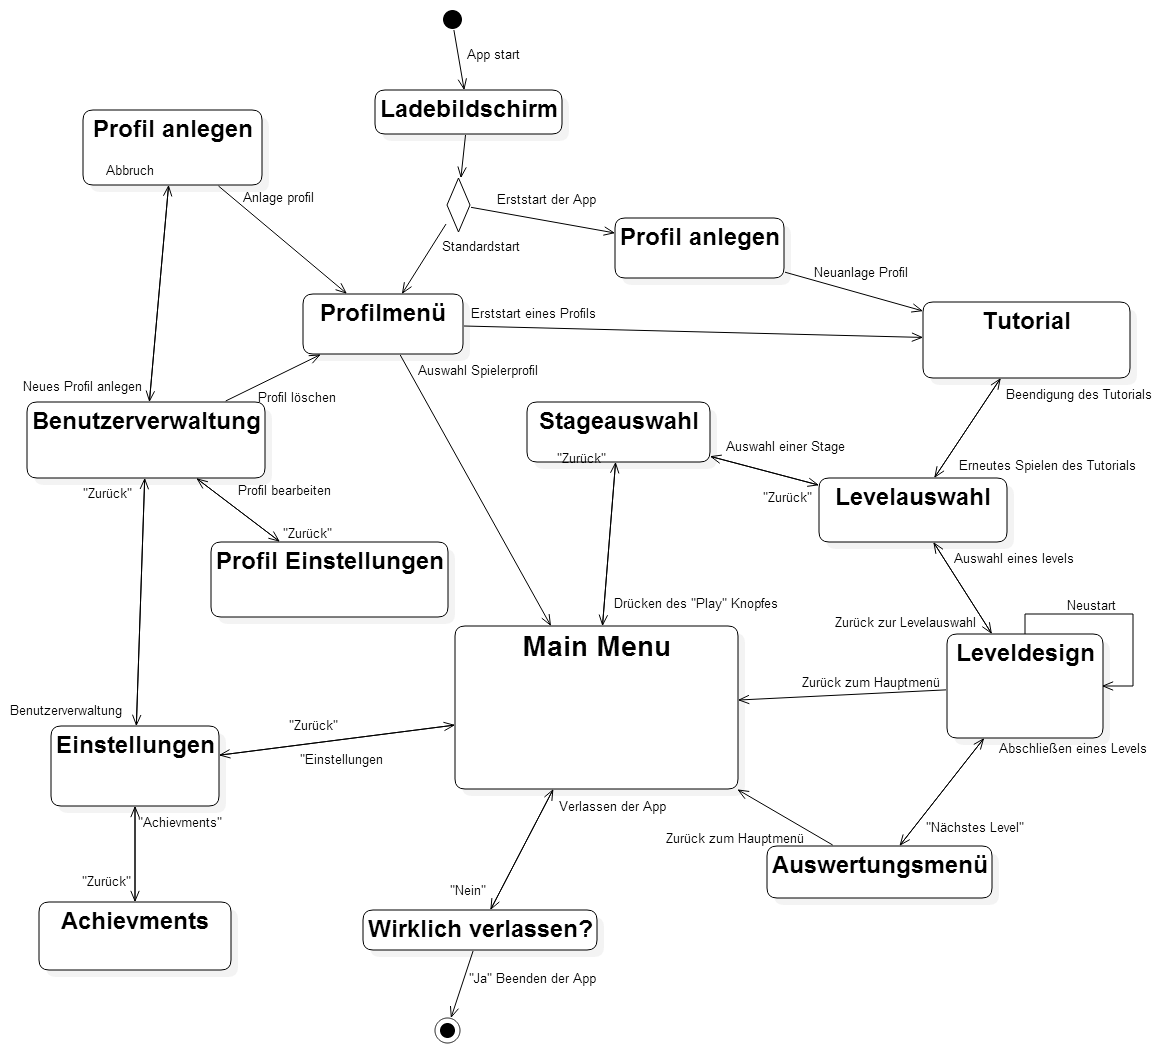 App start
Ladebildschirm
Profil anlegen
Abbruch
Anlage profil
Erststart der App
Standardstart
Profil anlegen
Neuanlage Profil
Profilmenü
Erststart eines Profils
Tutorial
Auswahl Spielerprofil
Neues Profil anlegen
Profil löschen
Beendigung des Tutorials
Benutzerverwaltung
Stageauswahl
"Zurück"
Auswahl einer Stage
Erneutes Spielen des Tutorials
"Zurück"
Profil bearbeiten
"Zurück"
Levelauswahl
"Zurück"
Profil Einstellungen
Auswahl eines levels
Drücken des "Play" Knopfes
Neustart
Zurück zur Levelauswahl
Main Menu
Leveldesign
Zurück zum Hauptmenü
Benutzerverwaltung
"Zurück"
Einstellungen
"Einstellungen
Abschließen eines Levels
Verlassen der App
"Achievments"
"Nächstes Level"
Zurück zum Hauptmenü
Auswertungsmenü
"Zurück"
"Nein"
Achievments
Wirklich verlassen?
"Ja" Beenden der App